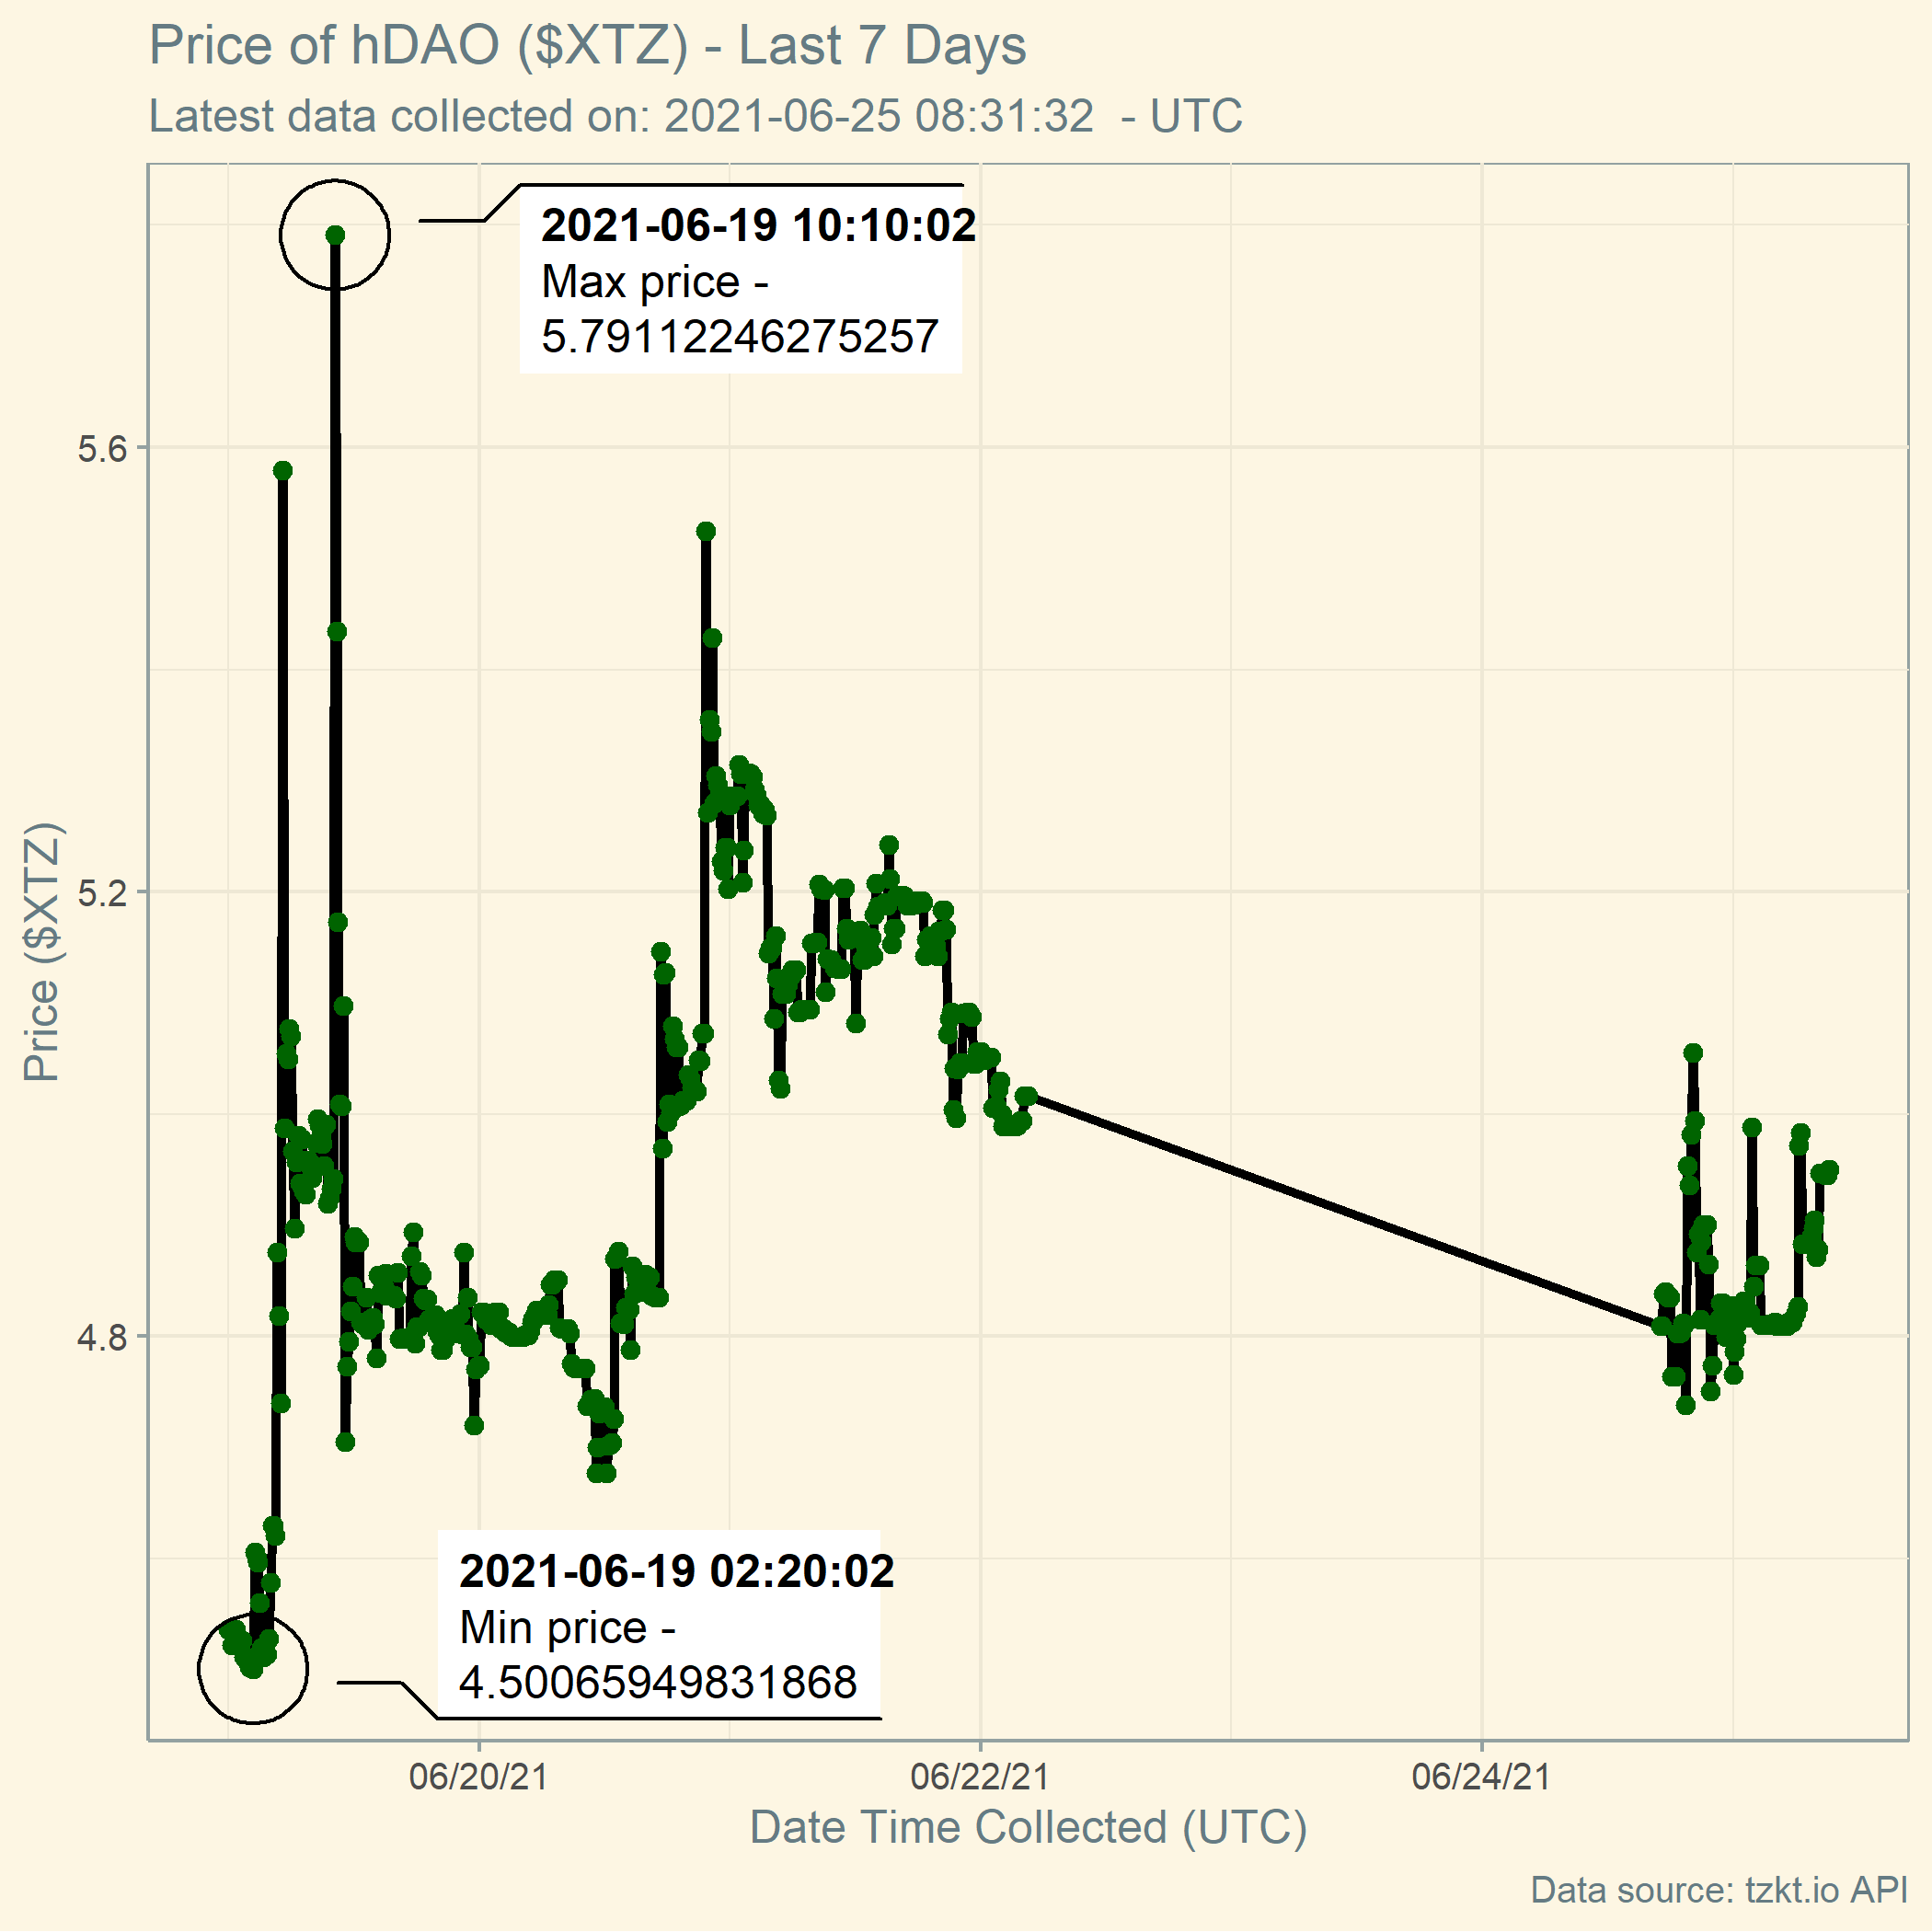 Price of hDAO ($XTZ) - Last 7 Days
Latest data collected on: 2021-06-25 08:31:32  - UTC
2021-06-19 10:10:02
Max price -
5.79112246275257
5.6
5.2
4.8
Price ($XTZ)
2021-06-19 02:20:02
Min price -
4.50065949831868
06/20/21
06/22/21
06/24/21
Date Time Collected (UTC)
Data source: tzkt.io API